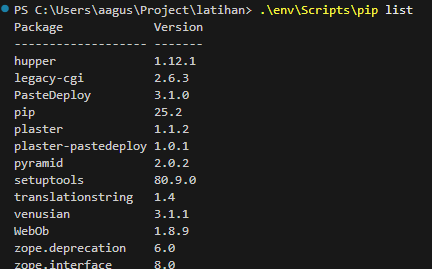 PS C:\Users\aagus\Project\latihan> .\env\Scripts\pip list
Package Version
------------------- -------
hupper 1.12.1
legacy-cgi 2.6.3
PasteDeploy 3.1.0
pip 25.2
plaster 1.1.2
plaster-pastedeploy 1.0.1
pyramid 2.0.2
setuptools 80.9.0
translationstring 1.4
venusian 3.1.1
WebOb 1.8.9
zope.deprecation 6.0
zope.interface 8.0